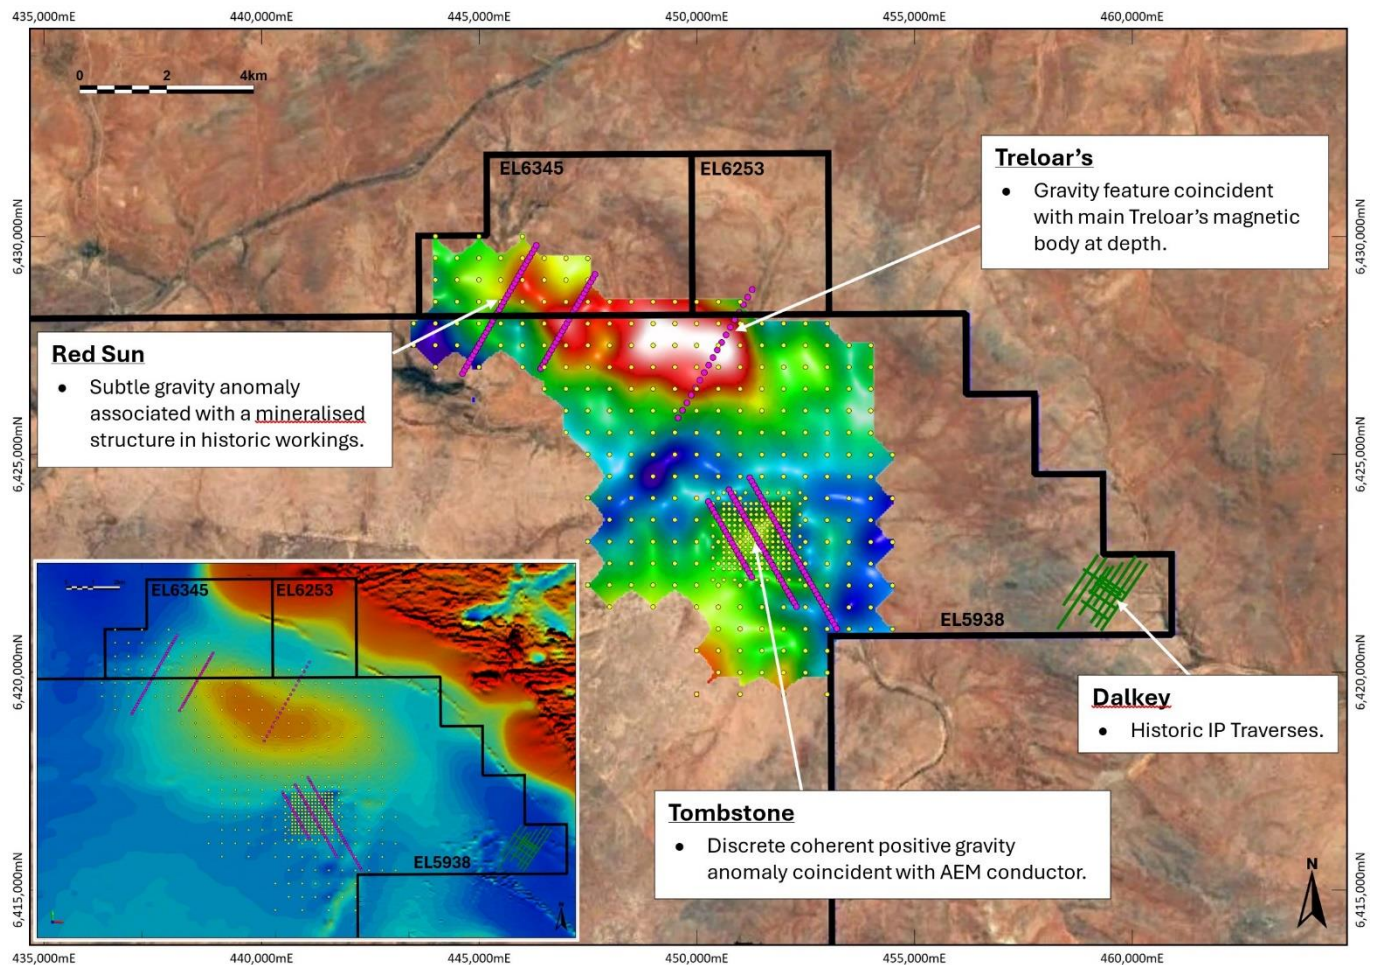 435,000mE
440,000mE
445,000mE
450,000mE
455,000mE
460,000mE
0 2 4km
EL6345
EL6253
Treloar's
• Gravity feature coincident
with main Treloar's magnetic
body at depth.
6,430,000mN
6,430,000mN
Red Sun
• Subtle gravity anomaly
associated with a mineralised
structure in historic workings.
6,425,000mN
6,425,000mN
EL6345
EL6253
EL5938
EL5938
6,420,000mN
6,420,000mN
Dalkey
• Historic IP Traverses.
Tombstone
• Discrete coherent positive gravity
anomaly coincident with AEM conductor.
N
6,415,000mN
6,415,000mN
435,000mE
440,000mE
445,000mE
450,000mE
455,000mE
460,000mE